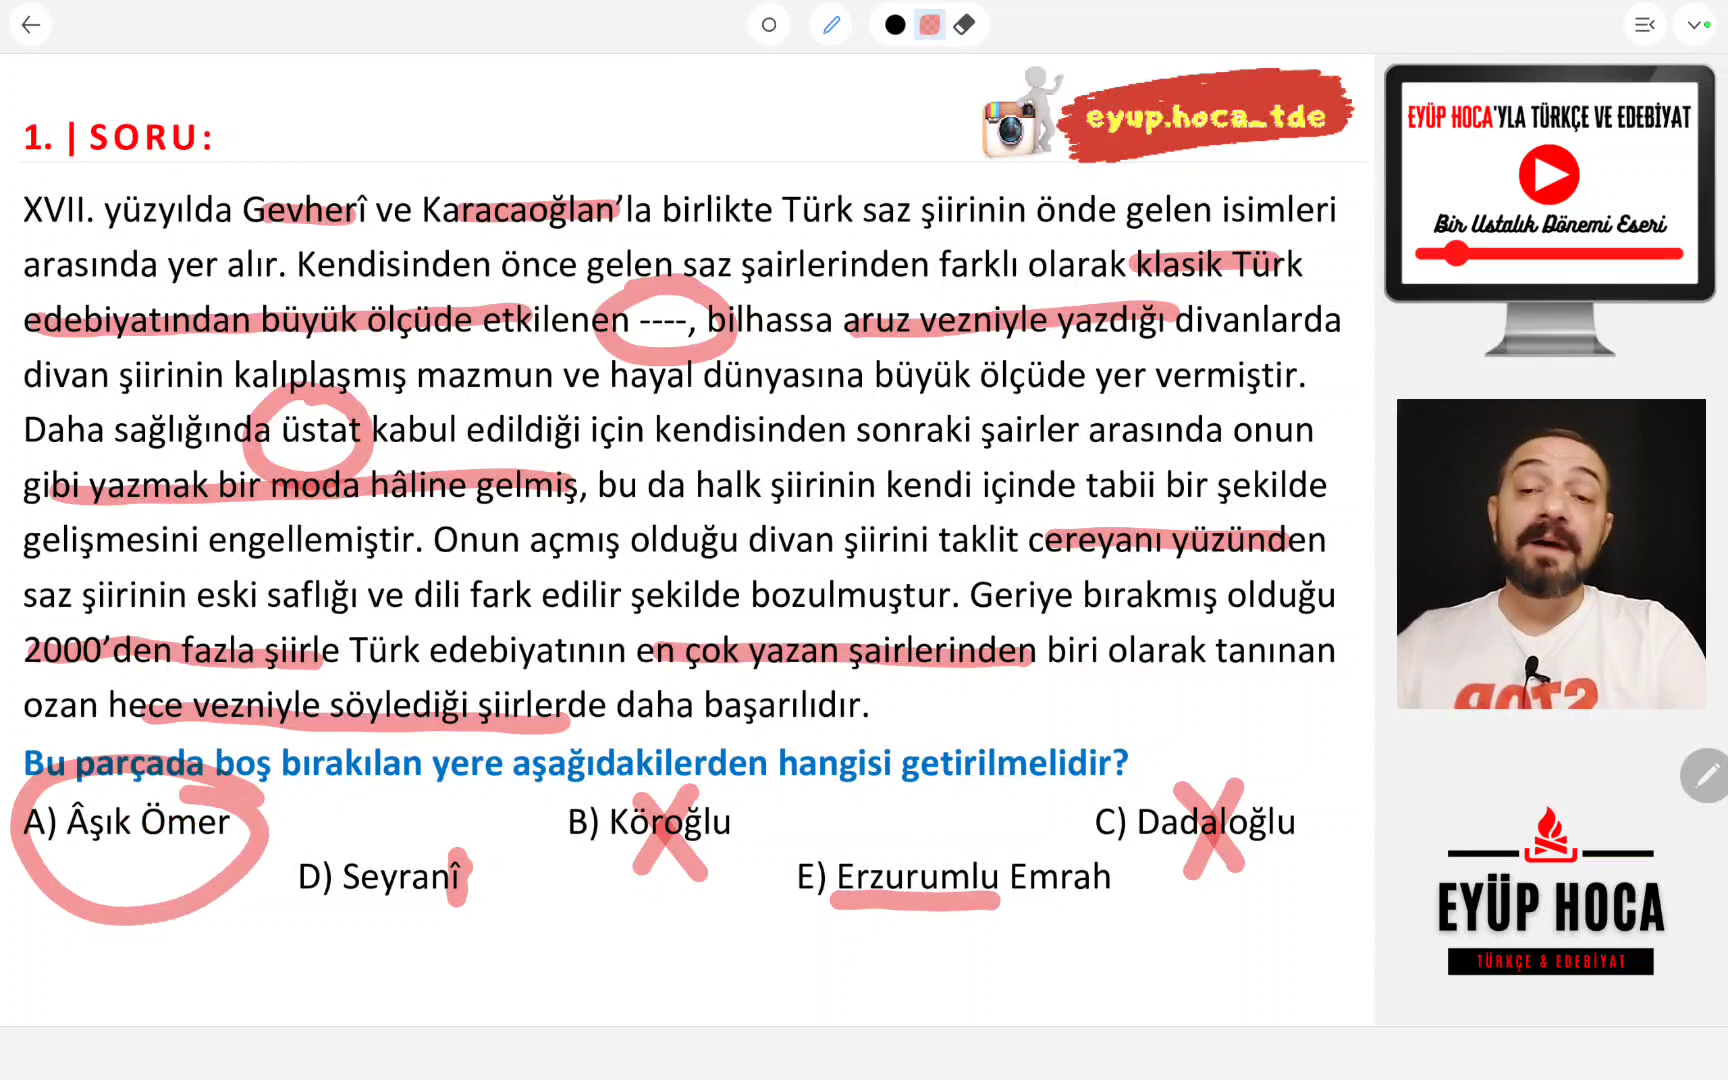 1. | SORU:
eyup.hoca_tde
XVII. yüzyılda Gevherî ve Karacaoğlan’la birlikte Türk saz şiirinin önde gelen isimleri
arasında yer alır. Kendisinden önce gelen saz şairlerinden farklı olarak klasik Türk
edebiyatından büyük ölçüde etkilenen ----, bilhassa aruz vezniyle yazdığı divanlarda
divan şiirinin kalıplaşmış mazmun ve hayal dünyasına büyük ölçüde yer vermiştir.
Daha sağlığında üstat kabul edildiği için kendisinden sonraki şairler arasında onun
gibi yazmak bir moda hâline gelmiş, bu da halk şiirinin kendi içinde tabii bir şekilde
gelişmesini engellemiştir. Onun açmış olduğu divan şiirini taklit cereyanı yüzünden
saz şiirinin eski saflığı ve dili fark edilir şekilde bozulmuştur. Geriye bırakmış olduğu
2000’den fazla şiirle Türk edebiyatının en çok yazan şairlerinden biri olarak tanınan
ozan hece vezniyle söylediği şiirlerde daha başarılıdır.
Bu parçada boş bırakılan yere aşağıdakilerden hangisi getirilmelidir?
A) Âşık Ömer B) Köroğlu C) Dadaloğlu
D) Seyranî E) Erzurumlu Emrah
EYÜP HOCA'YLA TÜRKÇE VE EDEBİYAT
Bir Ustalık Dönemi Eseri
STOP
EYÜP HOCA
TÜRKÇE & EDEBİYAT